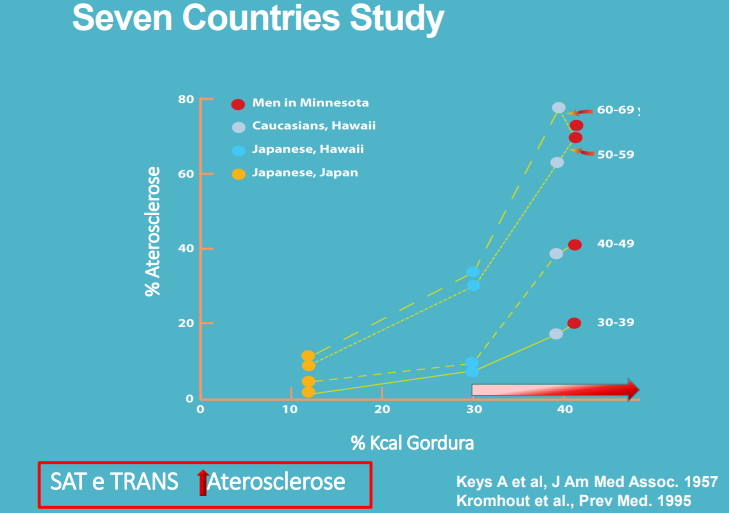 Seven Countries Study
80
60
40
20
0
% Aterosclerose
Men in Minnesota
Caucasians, Hawaii
Japanese, Hawaii
Japanese, Japan
60-69 y
50-59
40-49
30-39
0 10 20 30 40
% Kcal Gordura
SAT e TRANS Aterosclerose
Keys A et al, J Am Med Assoc. 1957
Kromhout et al., Prev Med. 1995